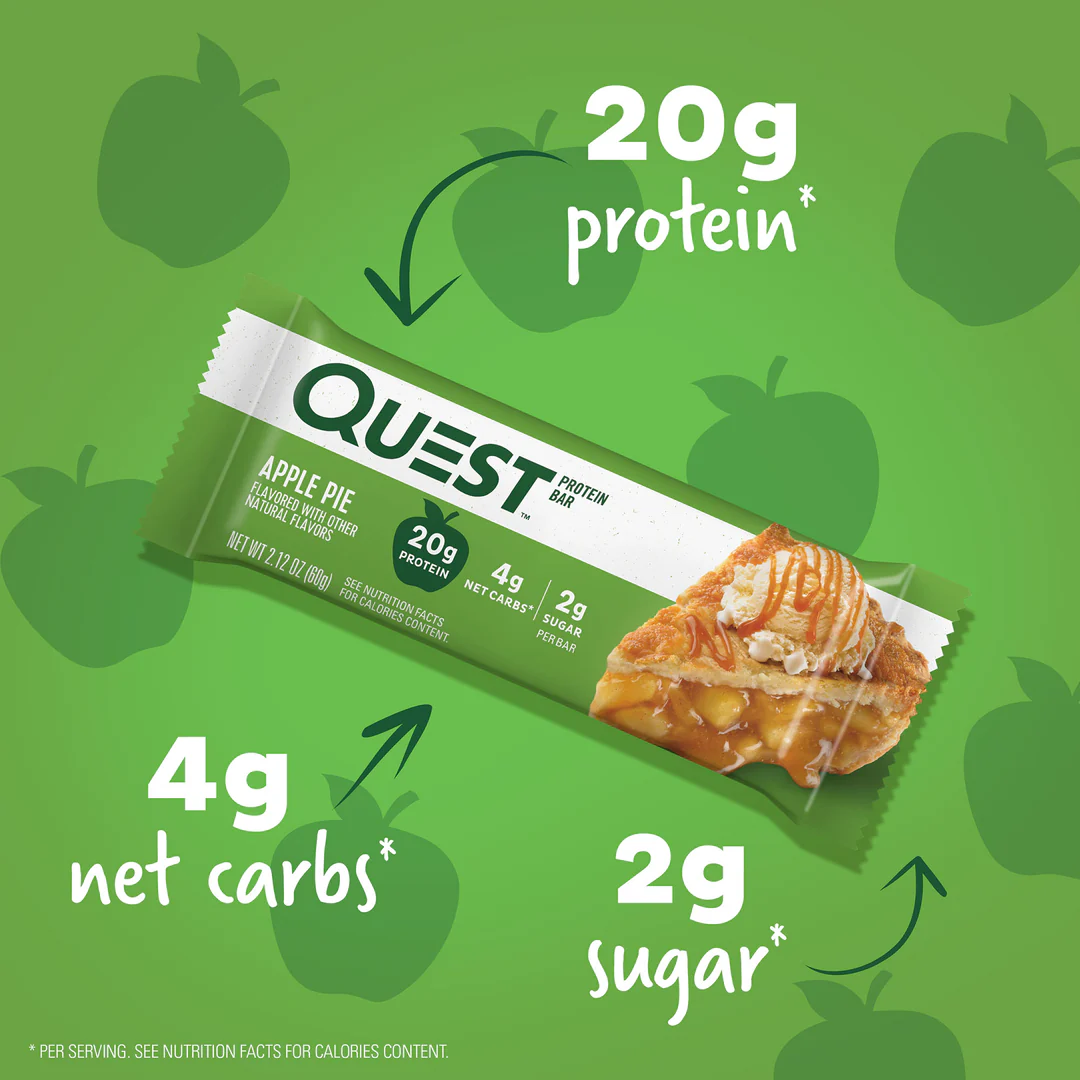 20g
protein*
QUEST™
PROTEIN
BAR
APPLE PIE
FLAVORED WITH OTHER
NATURAL FLAVORS
NET WT 2.12 OZ (60g)
20g
PROTEIN
4g
NET CARBS*
2g
SUGAR
PER BAR
SEE NUTRITION FACTS
FOR CALORIES CONTENT.
4g
net carbs*
2g
sugar*
* PER SERVING. SEE NUTRITION FACTS FOR CALORIES CONTENT.